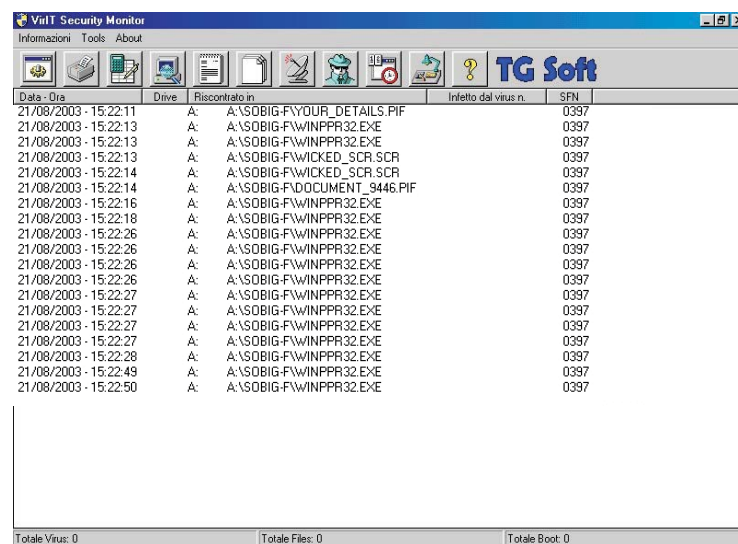 VirIT Security Monitor
Informazioni Tools About
TG Soft
Data - Ora Drive Riscontrato in Infetto dal virus n. SFN
21/08/2003 - 15:22:11 A: A:\SOBIG-F\YOUR_DETAILS.PIF 0397
21/08/2003 - 15:22:13 A: A:\SOBIG-F\WINPPR32.EXE 0397
21/08/2003 - 15:22:13 A: A:\SOBIG-F\WINPPR32.EXE 0397
21/08/2003 - 15:22:13 A: A:\SOBIG-F\WICKED_SCR.SCR 0397
21/08/2003 - 15:22:14 A: A:\SOBIG-F\WICKED_SCR.SCR 0397
21/08/2003 - 15:22:14 A: A:\SOBIG-F\DOCUMENT_9446.PIF 0397
21/08/2003 - 15:22:16 A: A:\SOBIG-F\WINPPR32.EXE 0397
21/08/2003 - 15:22:18 A: A:\SOBIG-F\WINPPR32.EXE 0397
21/08/2003 - 15:22:26 A: A:\SOBIG-F\WINPPR32.EXE 0397
21/08/2003 - 15:22:26 A: A:\SOBIG-F\WINPPR32.EXE 0397
21/08/2003 - 15:22:26 A: A:\SOBIG-F\WINPPR32.EXE 0397
21/08/2003 - 15:22:26 A: A:\SOBIG-F\WINPPR32.EXE 0397
21/08/2003 - 15:22:27 A: A:\SOBIG-F\WINPPR32.EXE 0397
21/08/2003 - 15:22:27 A: A:\SOBIG-F\WINPPR32.EXE 0397
21/08/2003 - 15:22:27 A: A:\SOBIG-F\WINPPR32.EXE 0397
21/08/2003 - 15:22:27 A: A:\SOBIG-F\WINPPR32.EXE 0397
21/08/2003 - 15:22:28 A: A:\SOBIG-F\WINPPR32.EXE 0397
21/08/2003 - 15:22:49 A: A:\SOBIG-F\WINPPR32.EXE 0397
21/08/2003 - 15:22:50 A: A:\SOBIG-F\WINPPR32.EXE 0397
Totale Virus: 0 Totale Files: 0 Totale Boot: 0